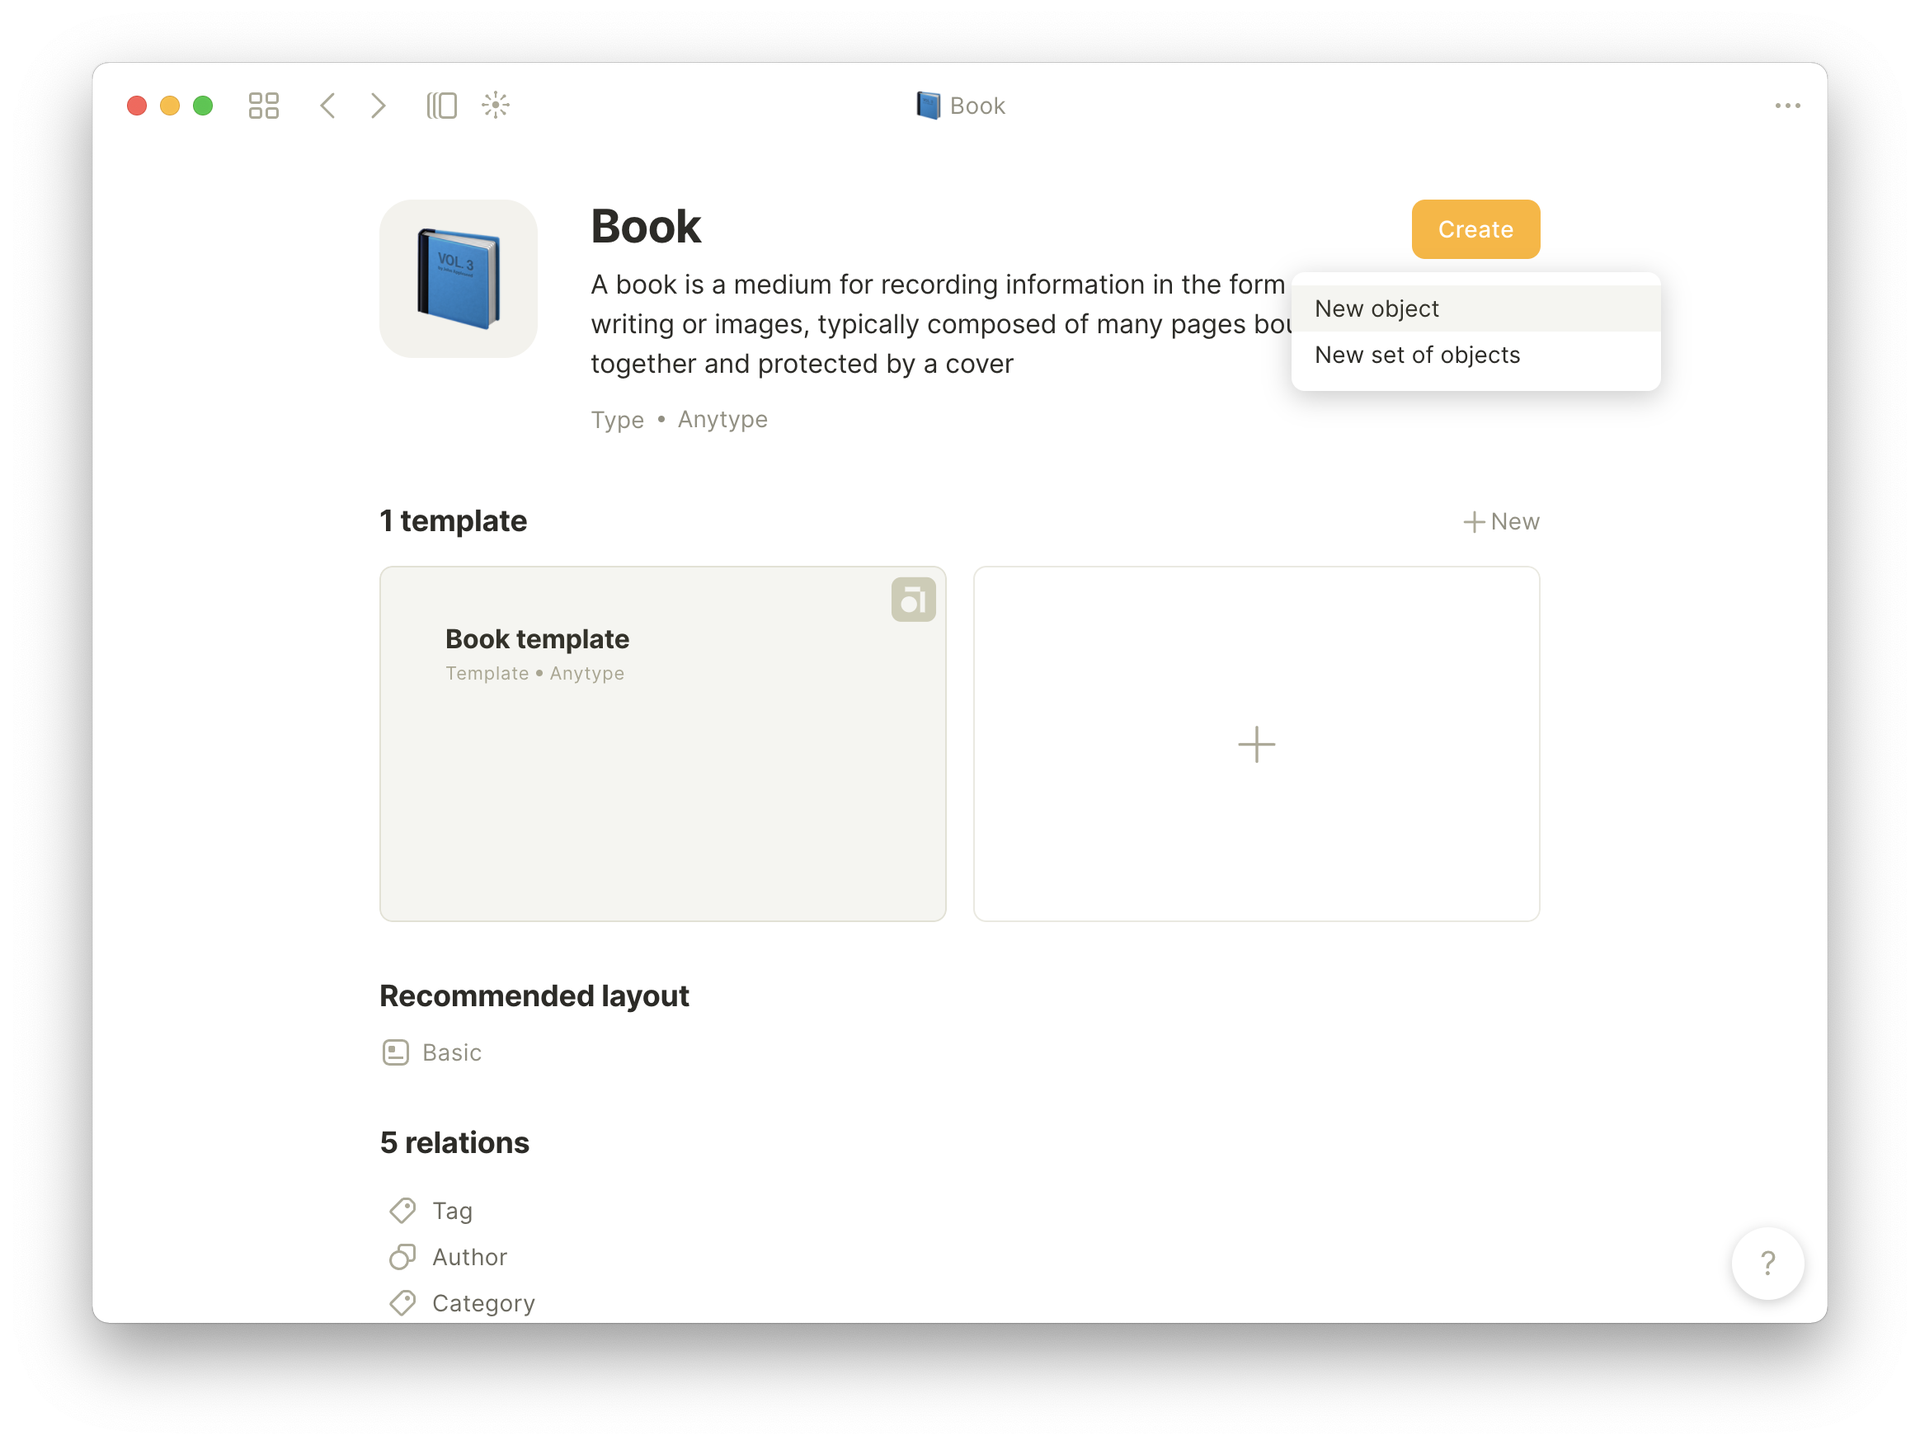 Book
VOL. 3
Book
Create
A book is a medium for recording information in the form
writing or images, typically composed of many pages bou
together and protected by a cover
New object
New set of objects
Type • Anytype
1 template
New
Book template
Template • Anytype
Recommended layout
Basic
5 relations
Tag
Author
Category
?